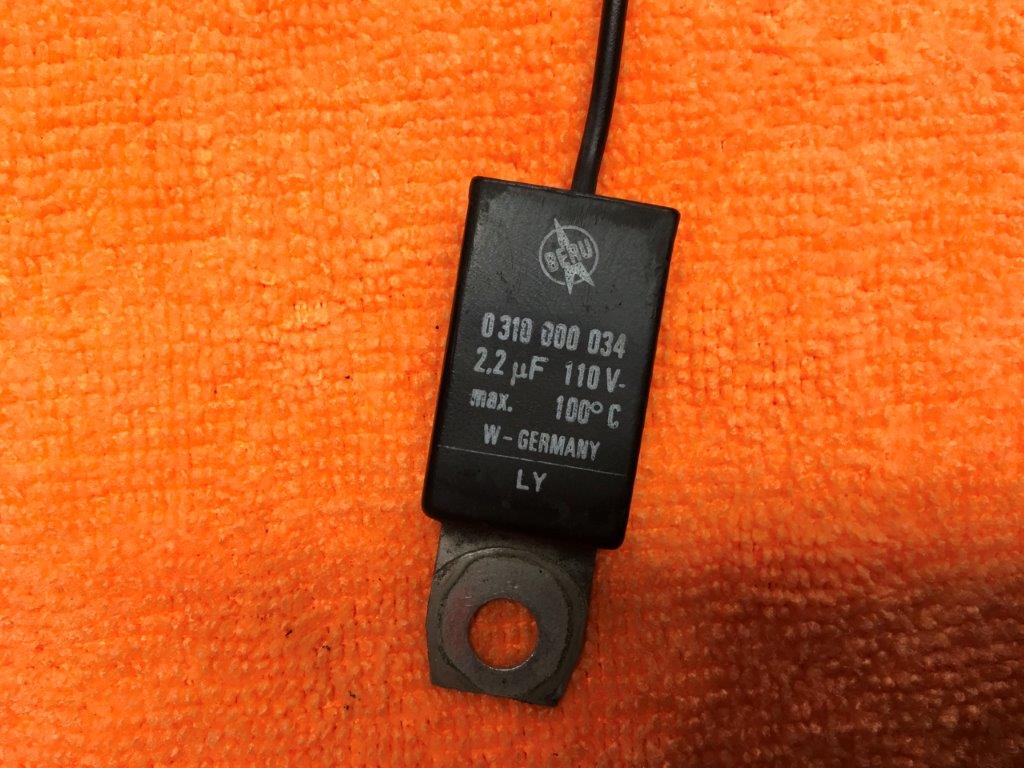 BERU
0 310 000 034
2,2 µF 110 V-
max. 100° C
W - GERMANY
LY